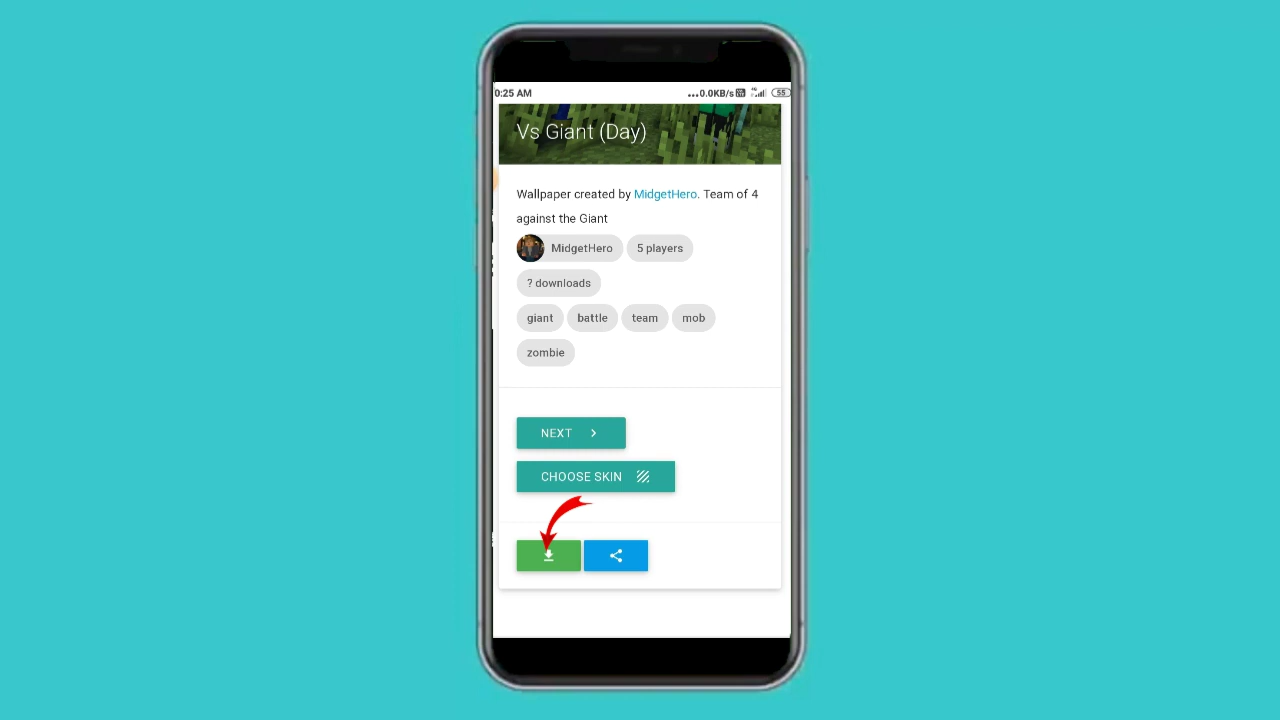 0:25 AM
...0.0KB/s
55
Vs Giant (Day)
Wallpaper created by MidgetHero. Team of 4
against the Giant
MidgetHero
5 players
? downloads
giant
battle
team
mob
zombie
NEXT
CHOOSE SKIN